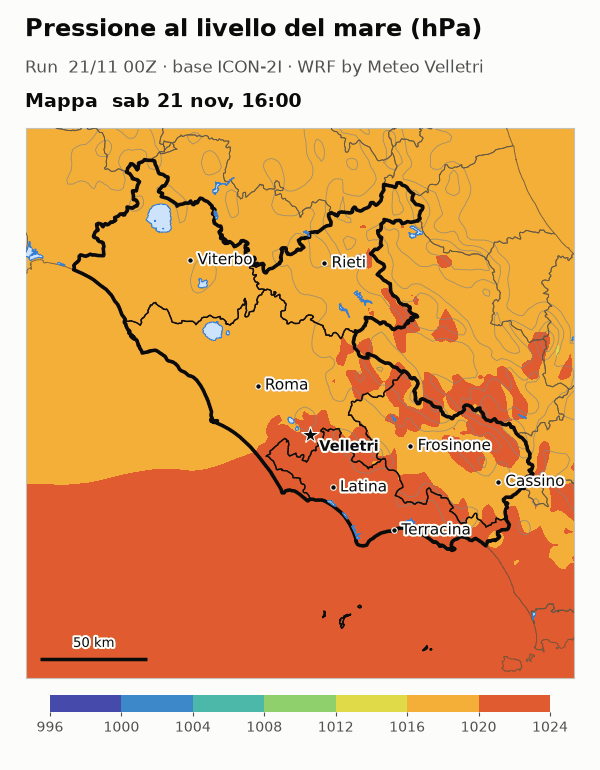 Pressione al livello del mare (hPa)
Run  21/11 00Z · base ICON-2I · WRF by Meteo Velletri
Mappa  sab 21 nov, 16:00
Viterbo
Rieti
Roma
Velletri
Frosinone
Latina
Cassino
Terracina
50 km
996 1000 1004 1008 1012 1016 1020 1024